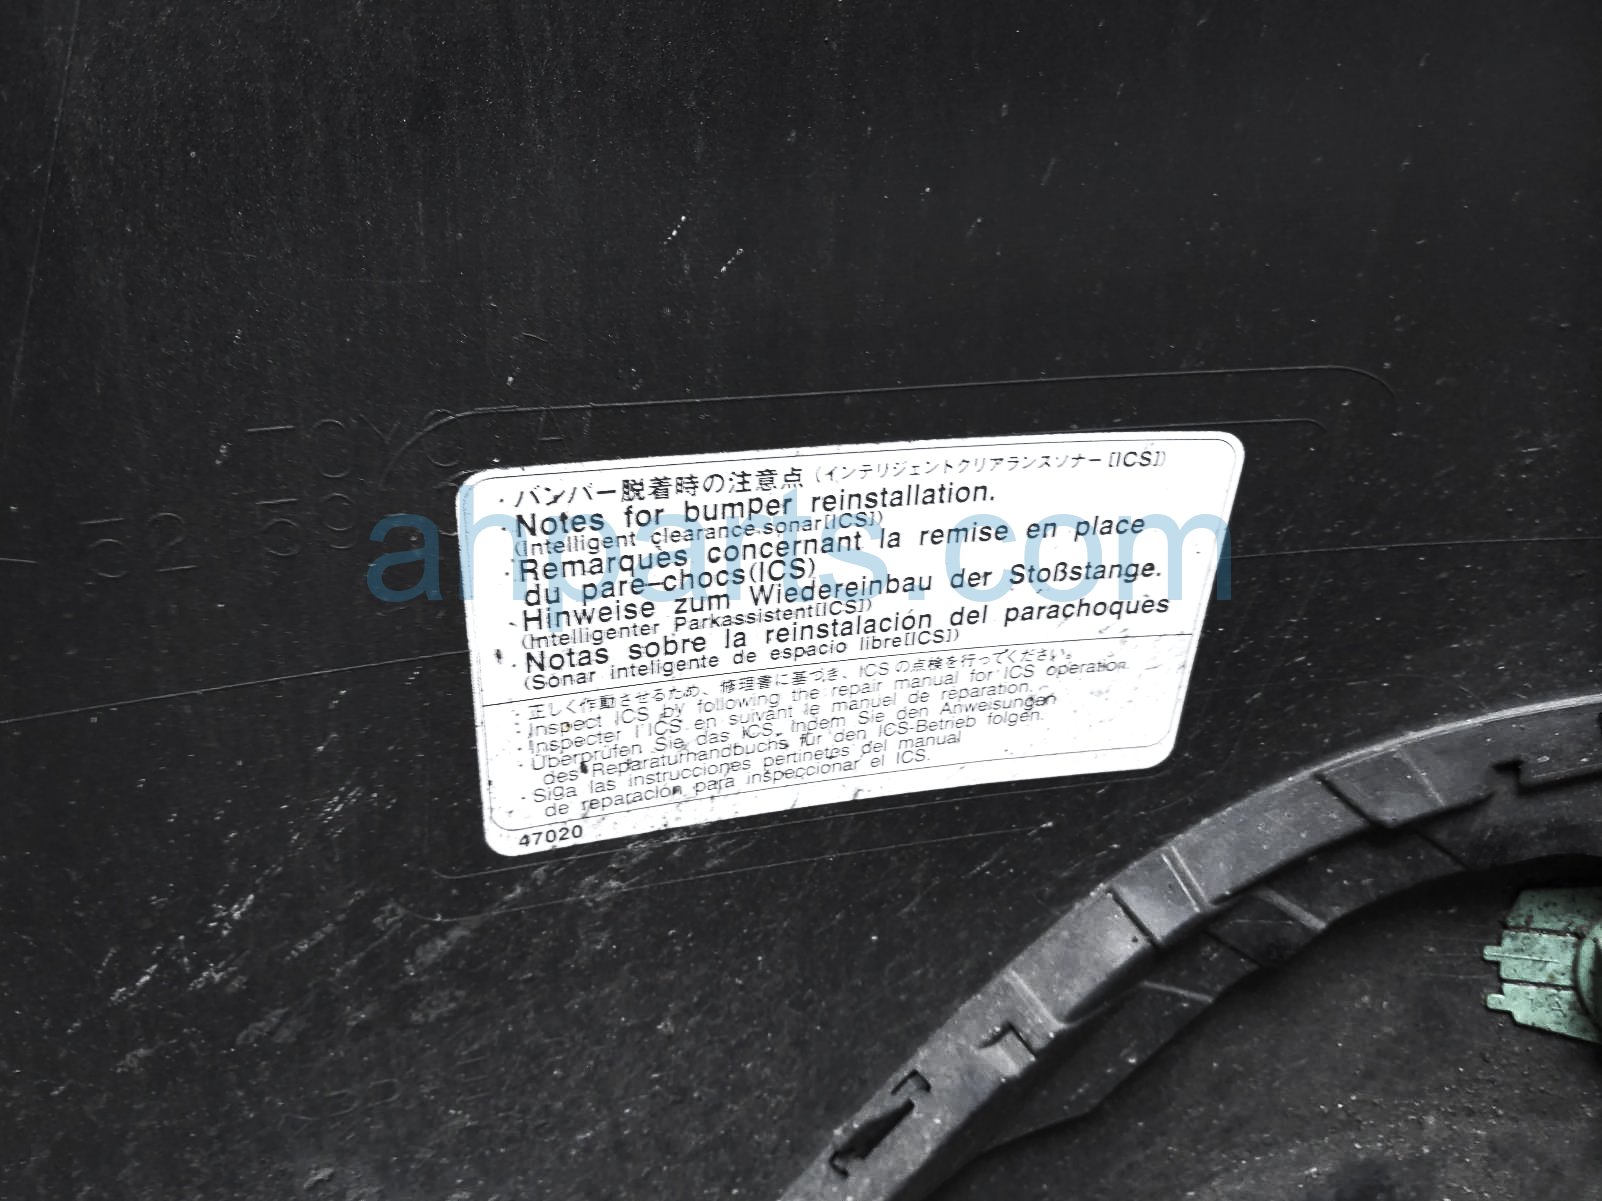 TOYOTA
52159
・バンパー脱着時の注意点（インテリジェントクリアランスソナー[ICS]）
・Notes for bumper reinstallation.
(Intelligent clearance sonar[ICS])
・Remarques concernant la remise en place
du pare-chocs(ICS)
・Hinweise zum Wiedereinbau der Stoßstange.
(Intelligenter Parkassistent[ICS])
・Notas sobre la reinstalación del parachoques
(Sonar inteligente de espacio libre[ICS])
・正しく作動させるため、修理書に基づき、ICSの点検を行ってください。
・Inspect ICS by following the repair manual for ICS operation.
・Inspecter l'ICS en suivant le manuel de réparation.
・Überprüfen Sie das ICS, indem Sie den Anweisungen
des Reparaturhandbuchs für den ICS-Betrieb folgen.
・Siga las instrucciones pertinetes del manual
de reparación para inspeccionar el ICS.
47020
anparts.com